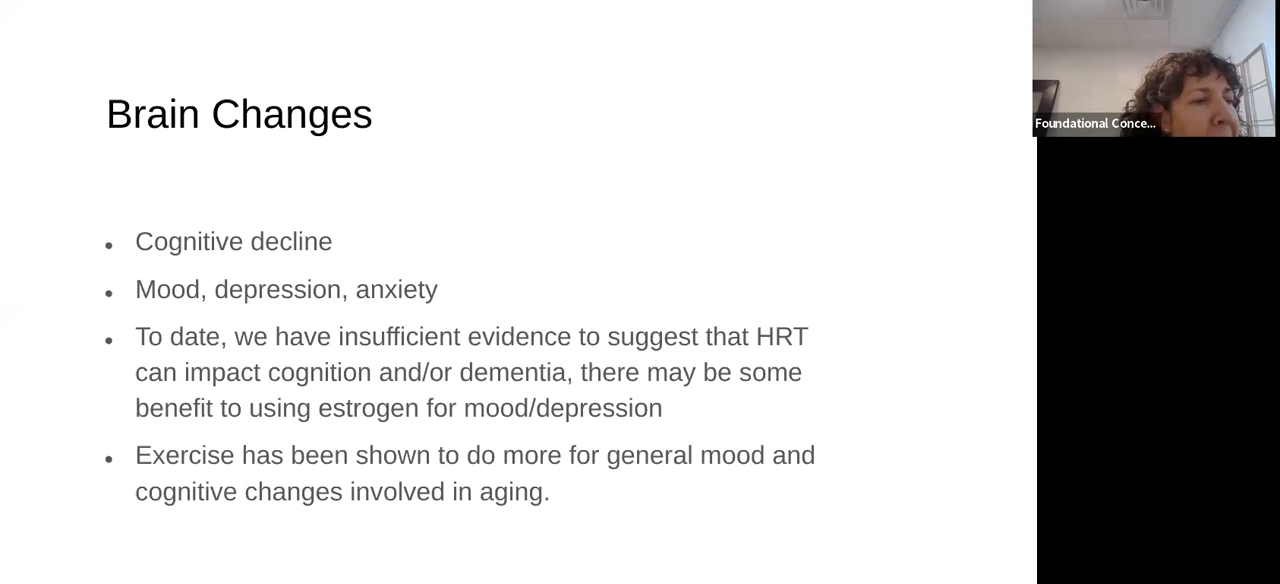 Brain Changes
Foundational Conce...
• Cognitive decline
• Mood, depression, anxiety
• To date, we have insufficient evidence to suggest that HRT
can impact cognition and/or dementia, there may be some
benefit to using estrogen for mood/depression
• Exercise has been shown to do more for general mood and
cognitive changes involved in aging.